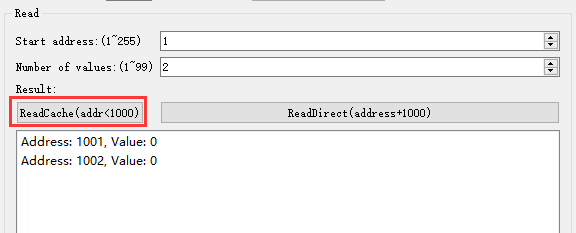 Read
Start address:(1~255) 1
Number of values:(1~99) 2
Result:
ReadCache(addr<1000) ReadDirect(address+1000)
Address: 1001, Value: 0
Address: 1002, Value: 0